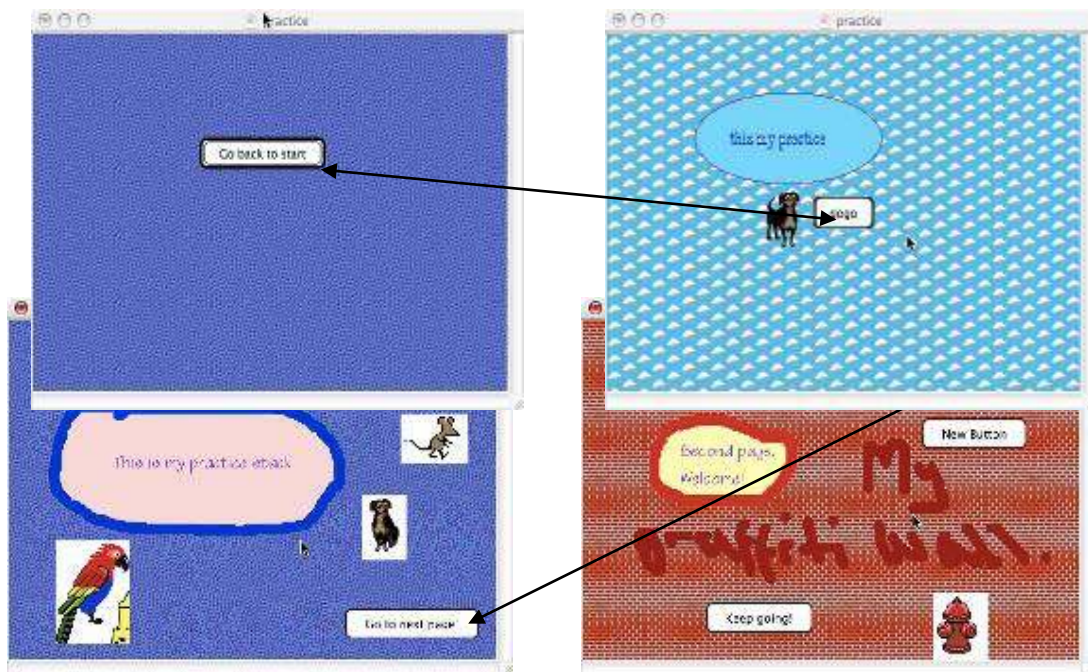 practice
Go back to start
practice
this my practice
gogo
This is my practice stack
Go to next page
Second page.
Welcome!
New Button
My
graffiti Wall.
Keep going!